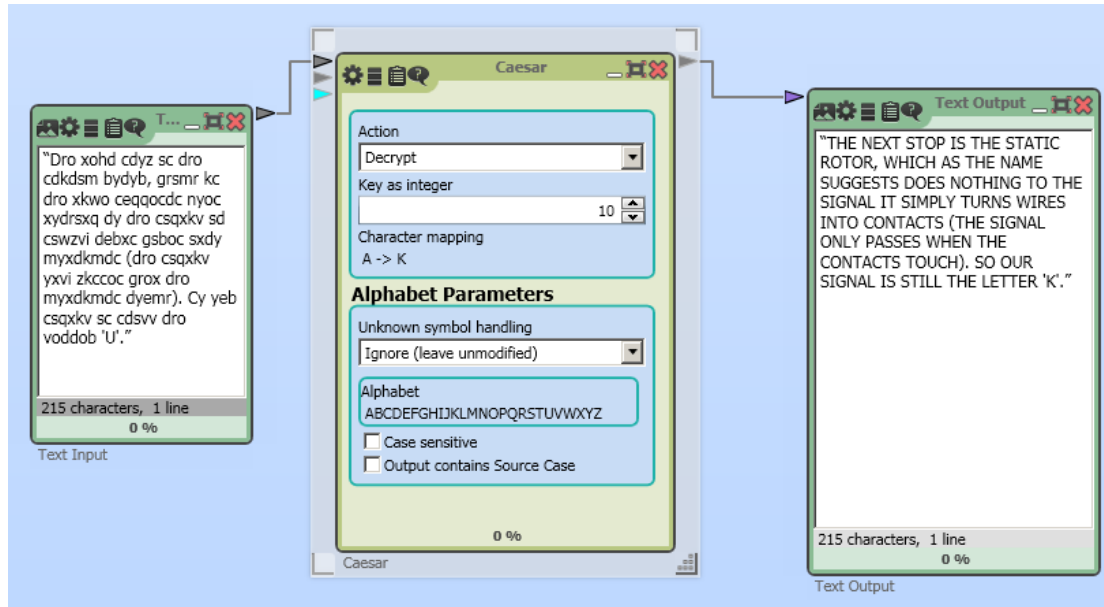 T...
"Dro xohd cdyz sc dro
cdkdsm bydyb, grsmr kc
dro xkwo ceqqocdc nyoc
xydrsxq dy dro csqxkv sd
cswzvi debxc gsboc sxdy
myxdkmdc (dro csqxkv
yxvi zkccoc grox dro
myxdkmdc dyemr). Cy yeb
csqxkv sc cdsvv dro
voddob 'U'.”
215 characters, 1 line
0 %
Text Input
Caesar
Action
Decrypt
Key as integer
10
Character mapping
A -> K
Alphabet Parameters
Unknown symbol handling
Ignore (leave unmodified)
Alphabet
ABCDEFGHIJKLMNOPQRSTUVWXYZ
Case sensitive
Output contains Source Case
0 %
Caesar
Text Output
"THE NEXT STOP IS THE STATIC
ROTOR, WHICH AS THE NAME
SUGGESTS DOES NOTHING TO THE
SIGNAL IT SIMPLY TURNS WIRES
INTO CONTACTS (THE SIGNAL
ONLY PASSES WHEN THE
CONTACTS TOUCH). SO OUR
SIGNAL IS STILL THE LETTER 'K'.”
215 characters, 1 line
0 %
Text Output